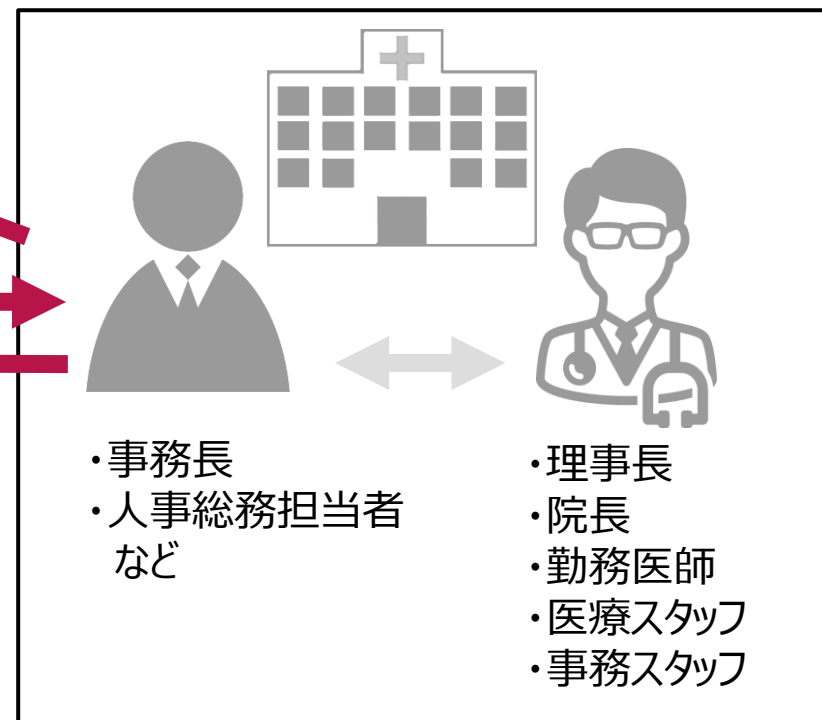 ・事務長
・人事総務担当者
など
・理事長
・院長
・勤務医師
・医療スタッフ
・事務スタッフ